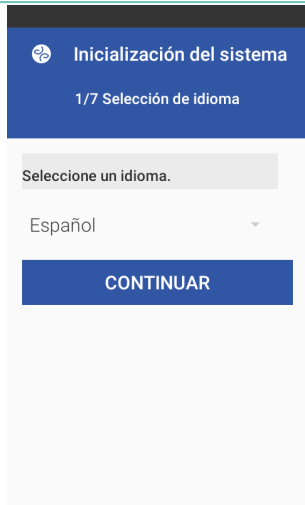 Inicialización del sistema
1/7 Selección de idioma
Seleccione un idioma.
Español
CONTINUAR